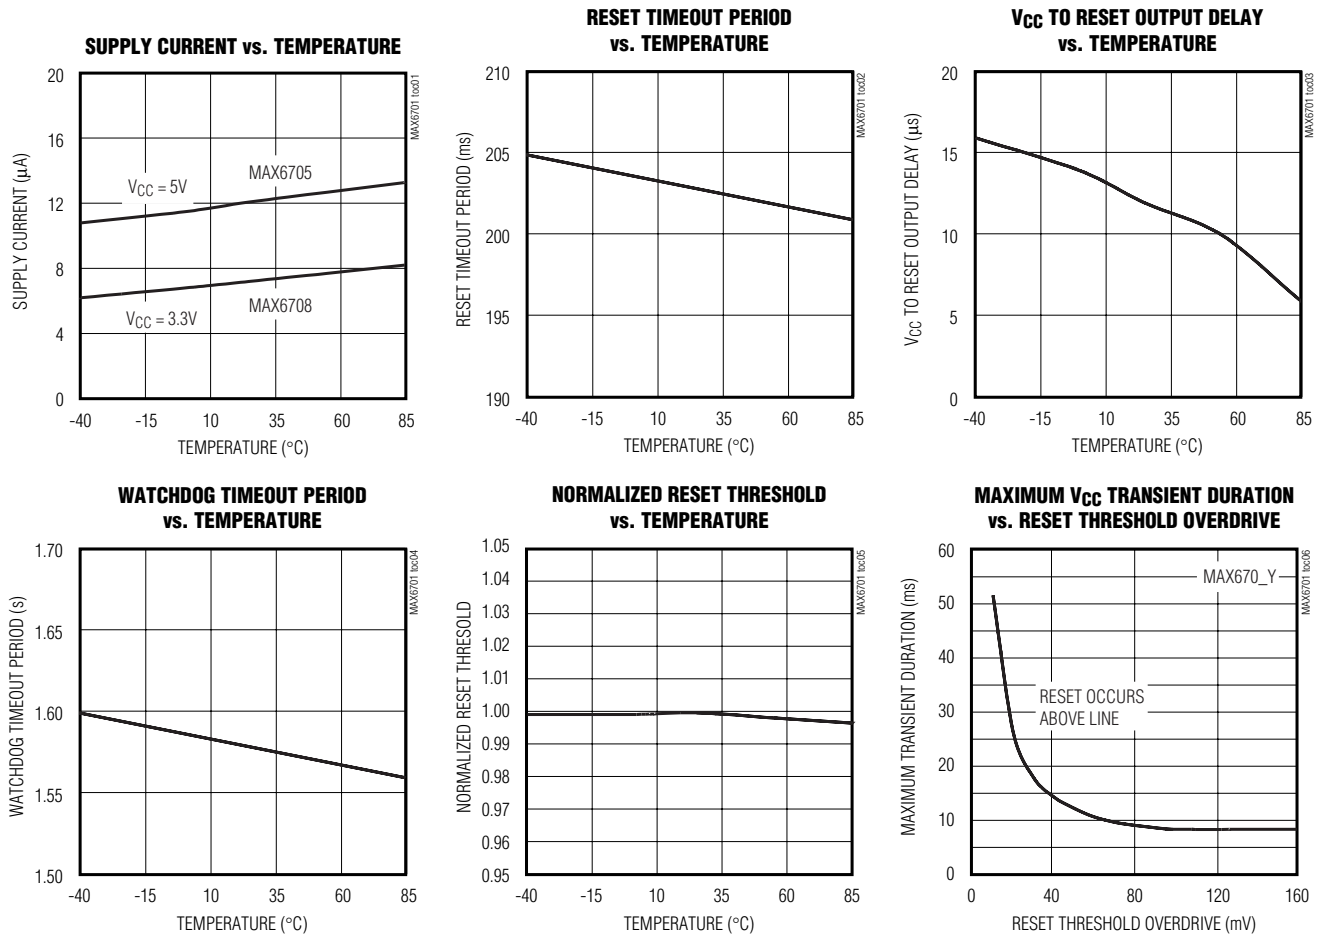 SUPPLY CURRENT vs. TEMPERATURE
20
16
12
8
4
0
SUPPLY CURRENT (µA)
VCC = 5V
MAX6705
VCC = 3.3V
MAX6708
MAX6701 toc01
-40 -15 10 35 60 85
TEMPERATURE (°C)
RESET TIMEOUT PERIOD
vs. TEMPERATURE
210
205
200
195
190
RESET TIMEOUT PERIOD (ms)
MAX6701 toc02
-40 -15 10 35 60 85
TEMPERATURE (°C)
VCC TO RESET OUTPUT DELAY
vs. TEMPERATURE
20
15
10
5
0
VCC TO RESET OUTPUT DELAY (µs)
MAX6701 toc03
-40 -15 10 35 60 85
TEMPERATURE (°C)
WATCHDOG TIMEOUT PERIOD
vs. TEMPERATURE
1.70
1.65
1.60
1.55
1.50
WATCHDOG TIMEOUT PERIOD (s)
MAX6701 toc04
-40 -15 10 35 60 85
TEMPERATURE (°C)
NORMALIZED RESET THRESHOLD
vs. TEMPERATURE
1.05
1.04
1.03
1.02
1.01
1.00
0.99
0.98
0.97
0.96
0.95
NORMALIZED RESET THRESOLD
MAX6701 toc05
-40 -15 10 35 60 85
TEMPERATURE (°C)
MAXIMUM VCC TRANSIENT DURATION
vs. RESET THRESHOLD OVERDRIVE
60
50
40
30
20
10
0
MAXIMUM TRANSIENT DURATION (ms)
MAX670_Y
RESET OCCURS
ABOVE LINE
MAX6701 toc06
0 40 80 120 160
RESET THRESHOLD OVERDRIVE (mV)